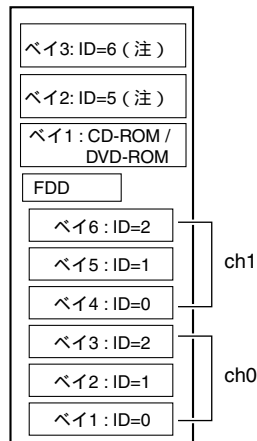 ベイ3: ID=6 ( 注 )
ベイ2: ID=5 ( 注 )
ベイ1 : CD-ROM /
DVD-ROM
FDD
ベイ6 : ID=2
ベイ5 : ID=1
ベイ4 : ID=0
ch1
ベイ3 : ID=2
ベイ2 : ID=1
ベイ1 : ID=0
ch0